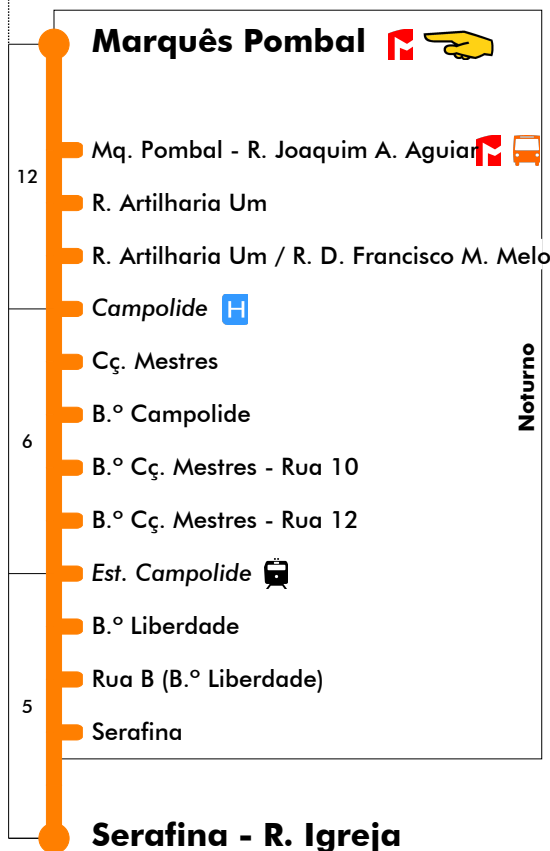 Marquês Pombal
Mq. Pombal - R. Joaquim A. Aguiar
12
R. Artilharia Um
R. Artilharia Um / R. D. Francisco M. Melo
Campolide H
Cç. Mestres
Noturno
B.º Campolide
6
B.º Cç. Mestres - Rua 10
B.º Cç. Mestres - Rua 12
Est. Campolide
B.º Liberdade
Rua B (B.º Liberdade)
5
Serafina
Serafina - R. Igreja